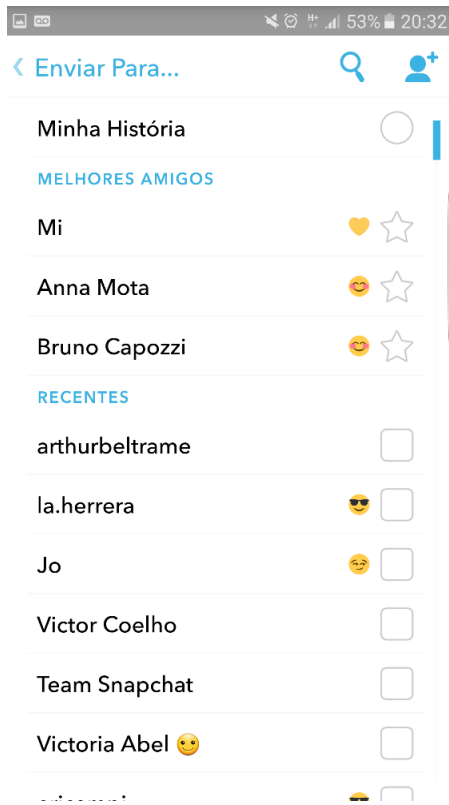 53% 20:32
Enviar Para...
Minha História
MELHORES AMIGOS
Mi
Anna Mota
Bruno Capozzi
RECENTES
arthurbeltrame
la.herrera
Jo
Victor Coelho
Team Snapchat
Victoria Abel